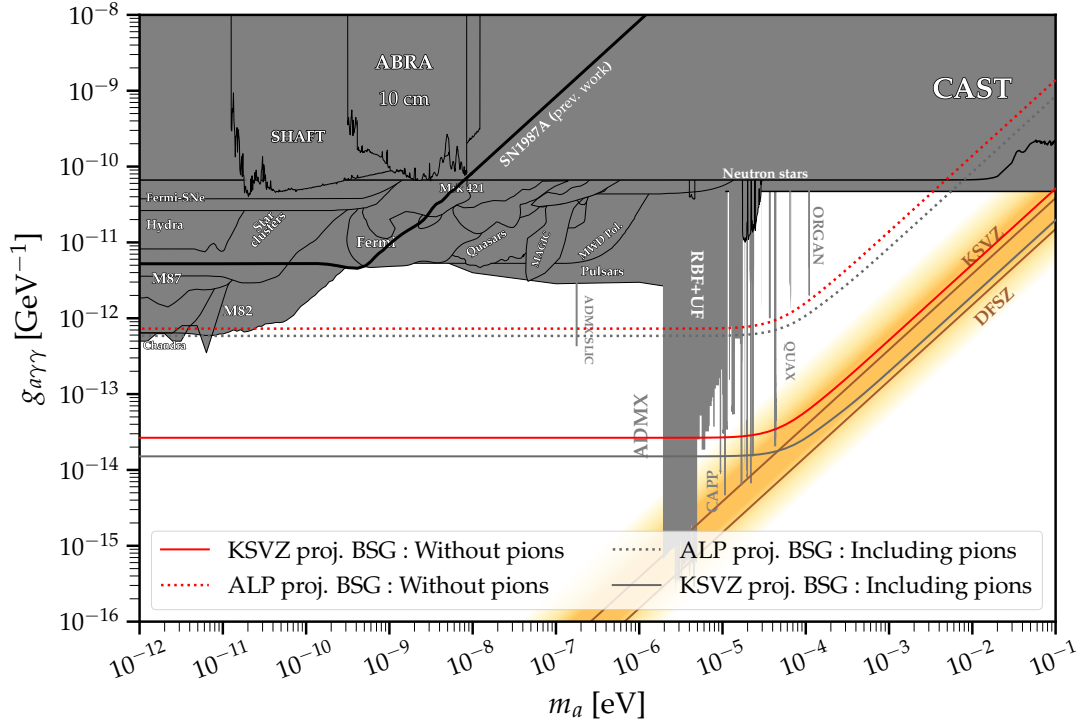 10⁻⁸
10⁻⁹
10⁻¹⁰
10⁻¹¹
10⁻¹²
10⁻¹³
10⁻¹⁴
10⁻¹⁵
10⁻¹⁶
g_aγγ [GeV⁻¹]
ABRA
10 cm
SHAFT
SN1987A (prev. work)
CAST
Neutron stars
Mrk 421
Fermi-SNe
Hydra
Star
clusters
Fermi
Quasars
MAGIC
MWD Pol.
Pulsars
M87
M82
Chandra
ADMXSLIC
RBF+UF
ORGAN
KSVZ
DFSZ
QUAX
ADMX
CAPP
KSVZ proj. BSG : Without pions
ALP proj. BSG : Without pions
ALP proj. BSG : Including pions
KSVZ proj. BSG : Including pions
10⁻¹² 10⁻¹¹ 10⁻¹⁰ 10⁻⁹ 10⁻⁸ 10⁻⁷ 10⁻⁶ 10⁻⁵ 10⁻⁴ 10⁻³ 10⁻² 10⁻¹
m_a [eV]